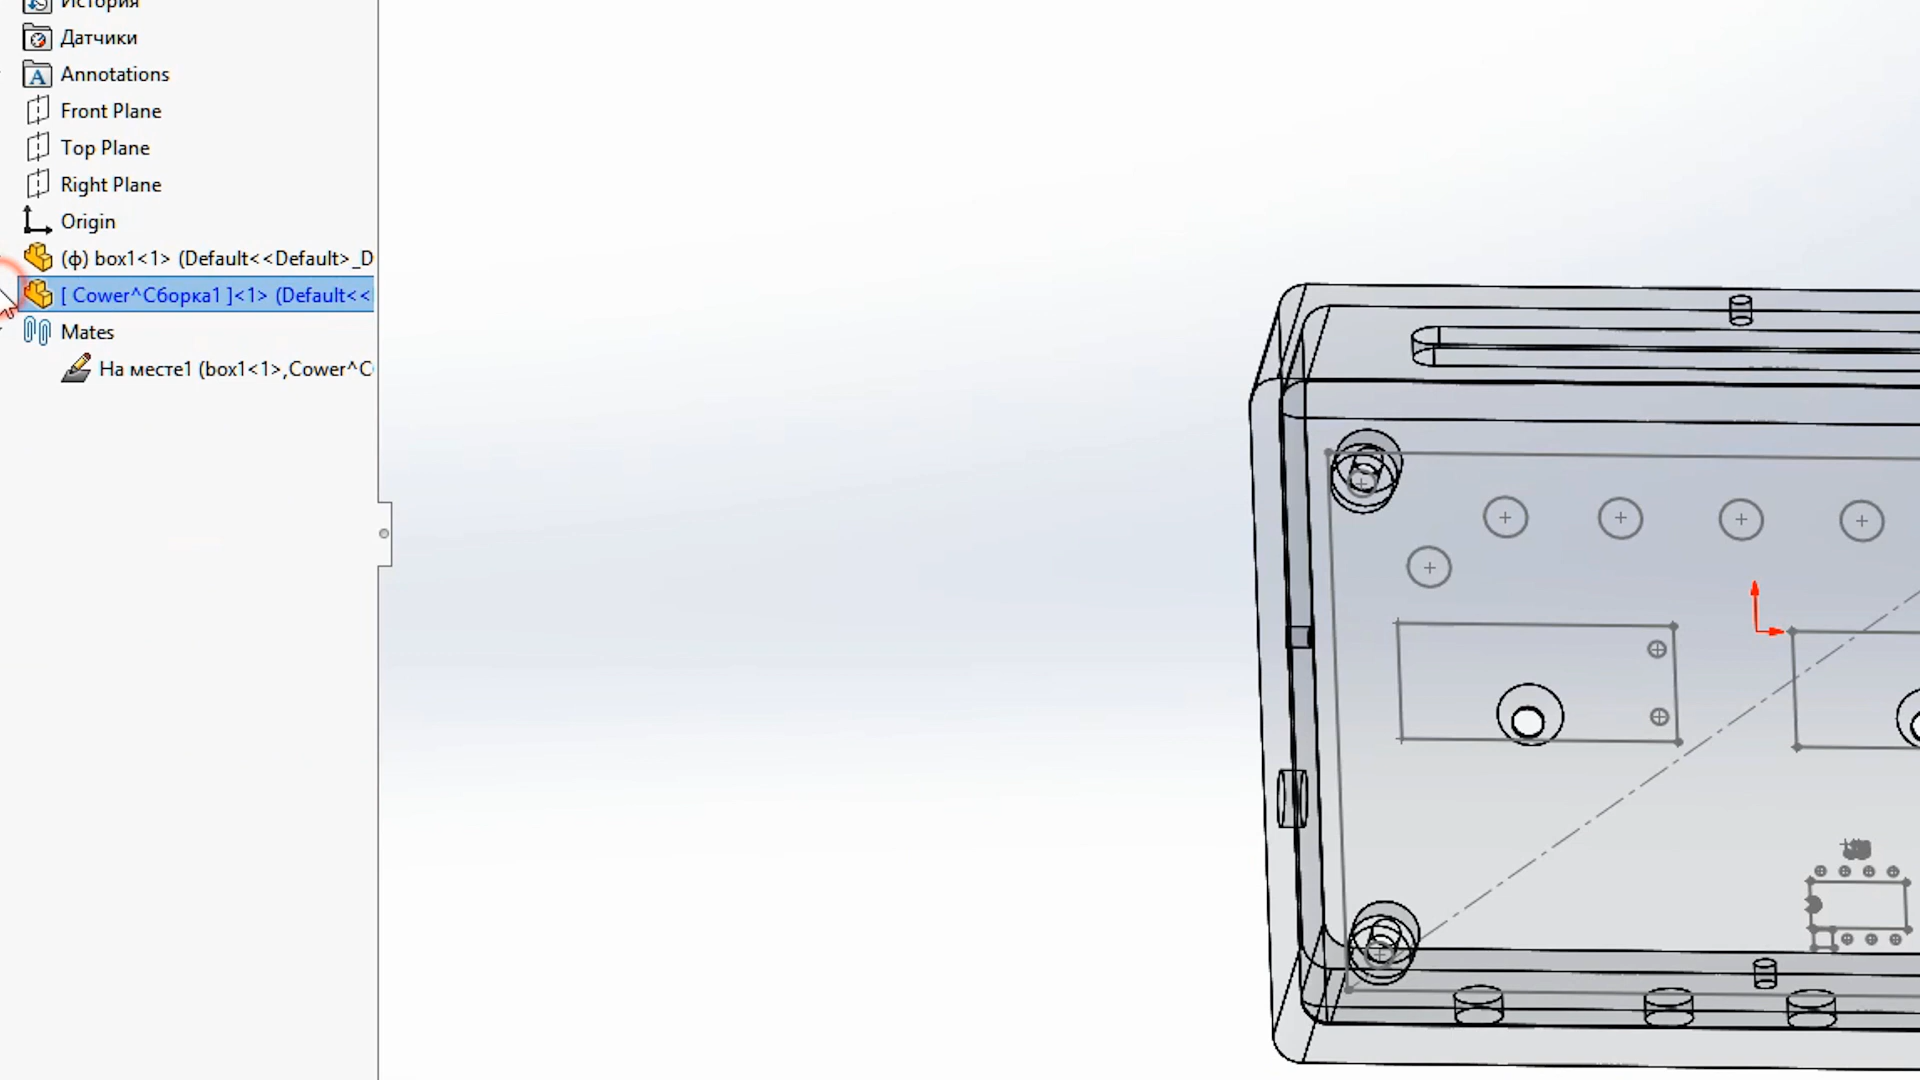 История
Датчики
A Annotations
Front Plane
Top Plane
Right Plane
Origin
(ф) box1<1> (Default<<Default>_D
[ Cower^Сборка1 ]<1> (Default<<
Mates
На месте1 (box1<1>,Cower^C